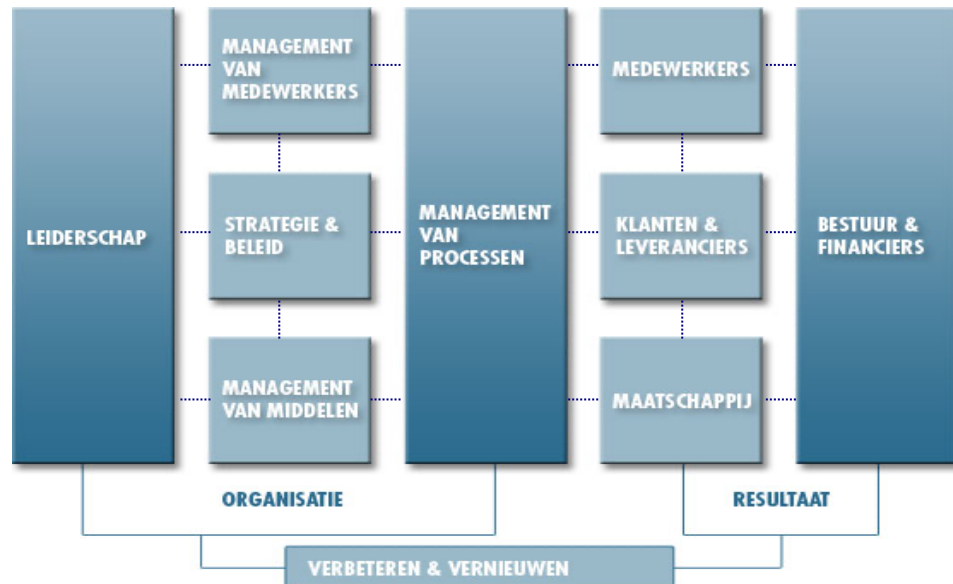 MANAGEMENT
VAN
MEDEWERKERS
MEDEWERKERS
LEIDERSCHAP
STRATEGIE &
BELEID
MANAGEMENT
VAN
PROCESSEN
KLANTEN &
LEVERANCIERS
BESTUUR &
FINANCIERS
MANAGEMENT
VAN MIDDELEN
MAATSCHAPPIJ
ORGANISATIE
RESULTAAT
VERBETEREN & VERNIEUWEN